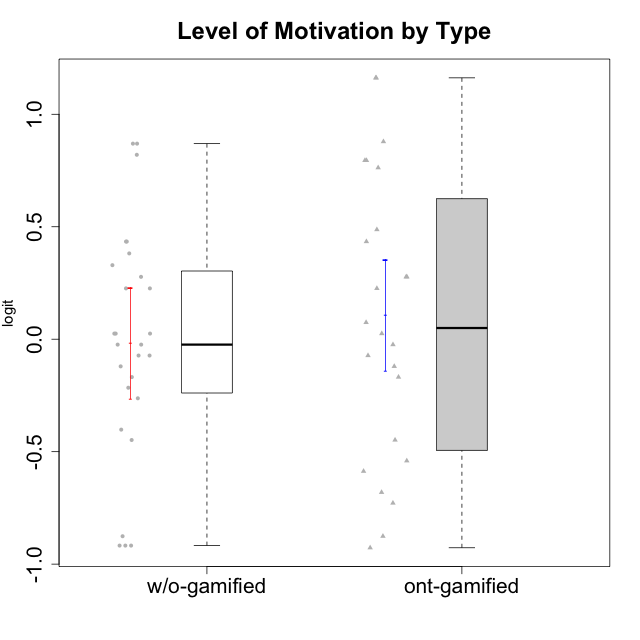 Level of Motivation by Type
logit
1.0
0.5
0.0
-0.5
-1.0
w/o-gamified
ont-gamified